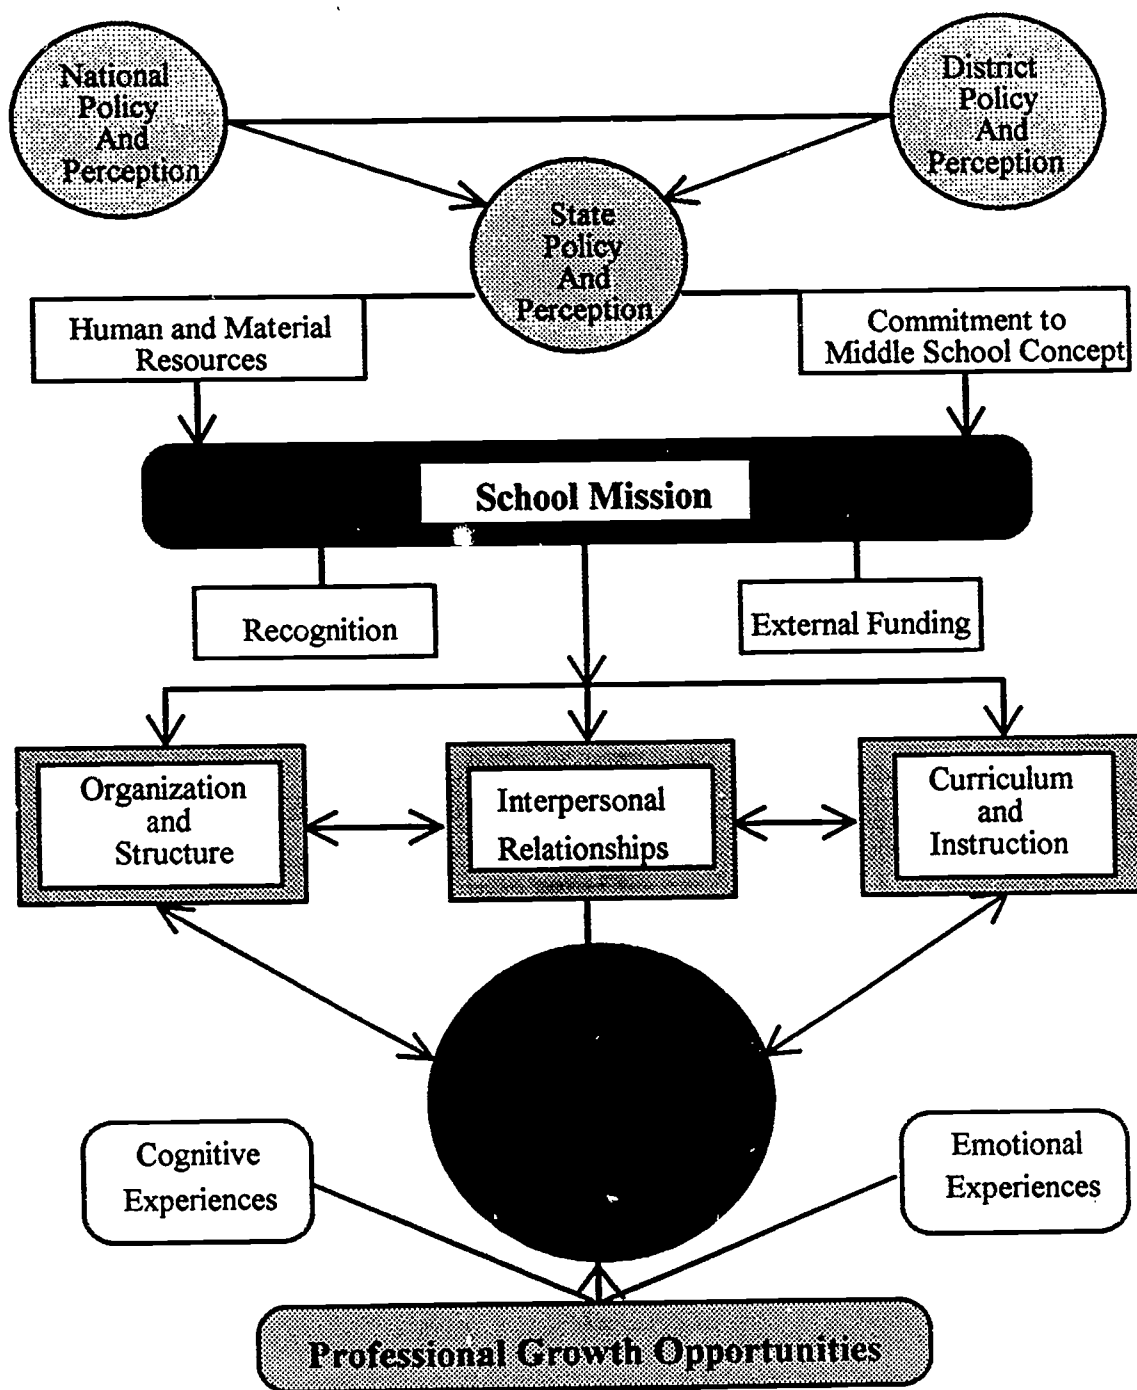 National
Policy
And
Perception
District
Policy
And
Perception
State
Policy
And
Perception
Human and Material
Resources
Commitment to
Middle School Concept
School Mission
Recognition
External Funding
Organization
and
Structure
Interpersonal
Relationships
Curriculum
and
Instruction
Cognitive
Experiences
Emotional
Experiences
Professional Growth Opportunities